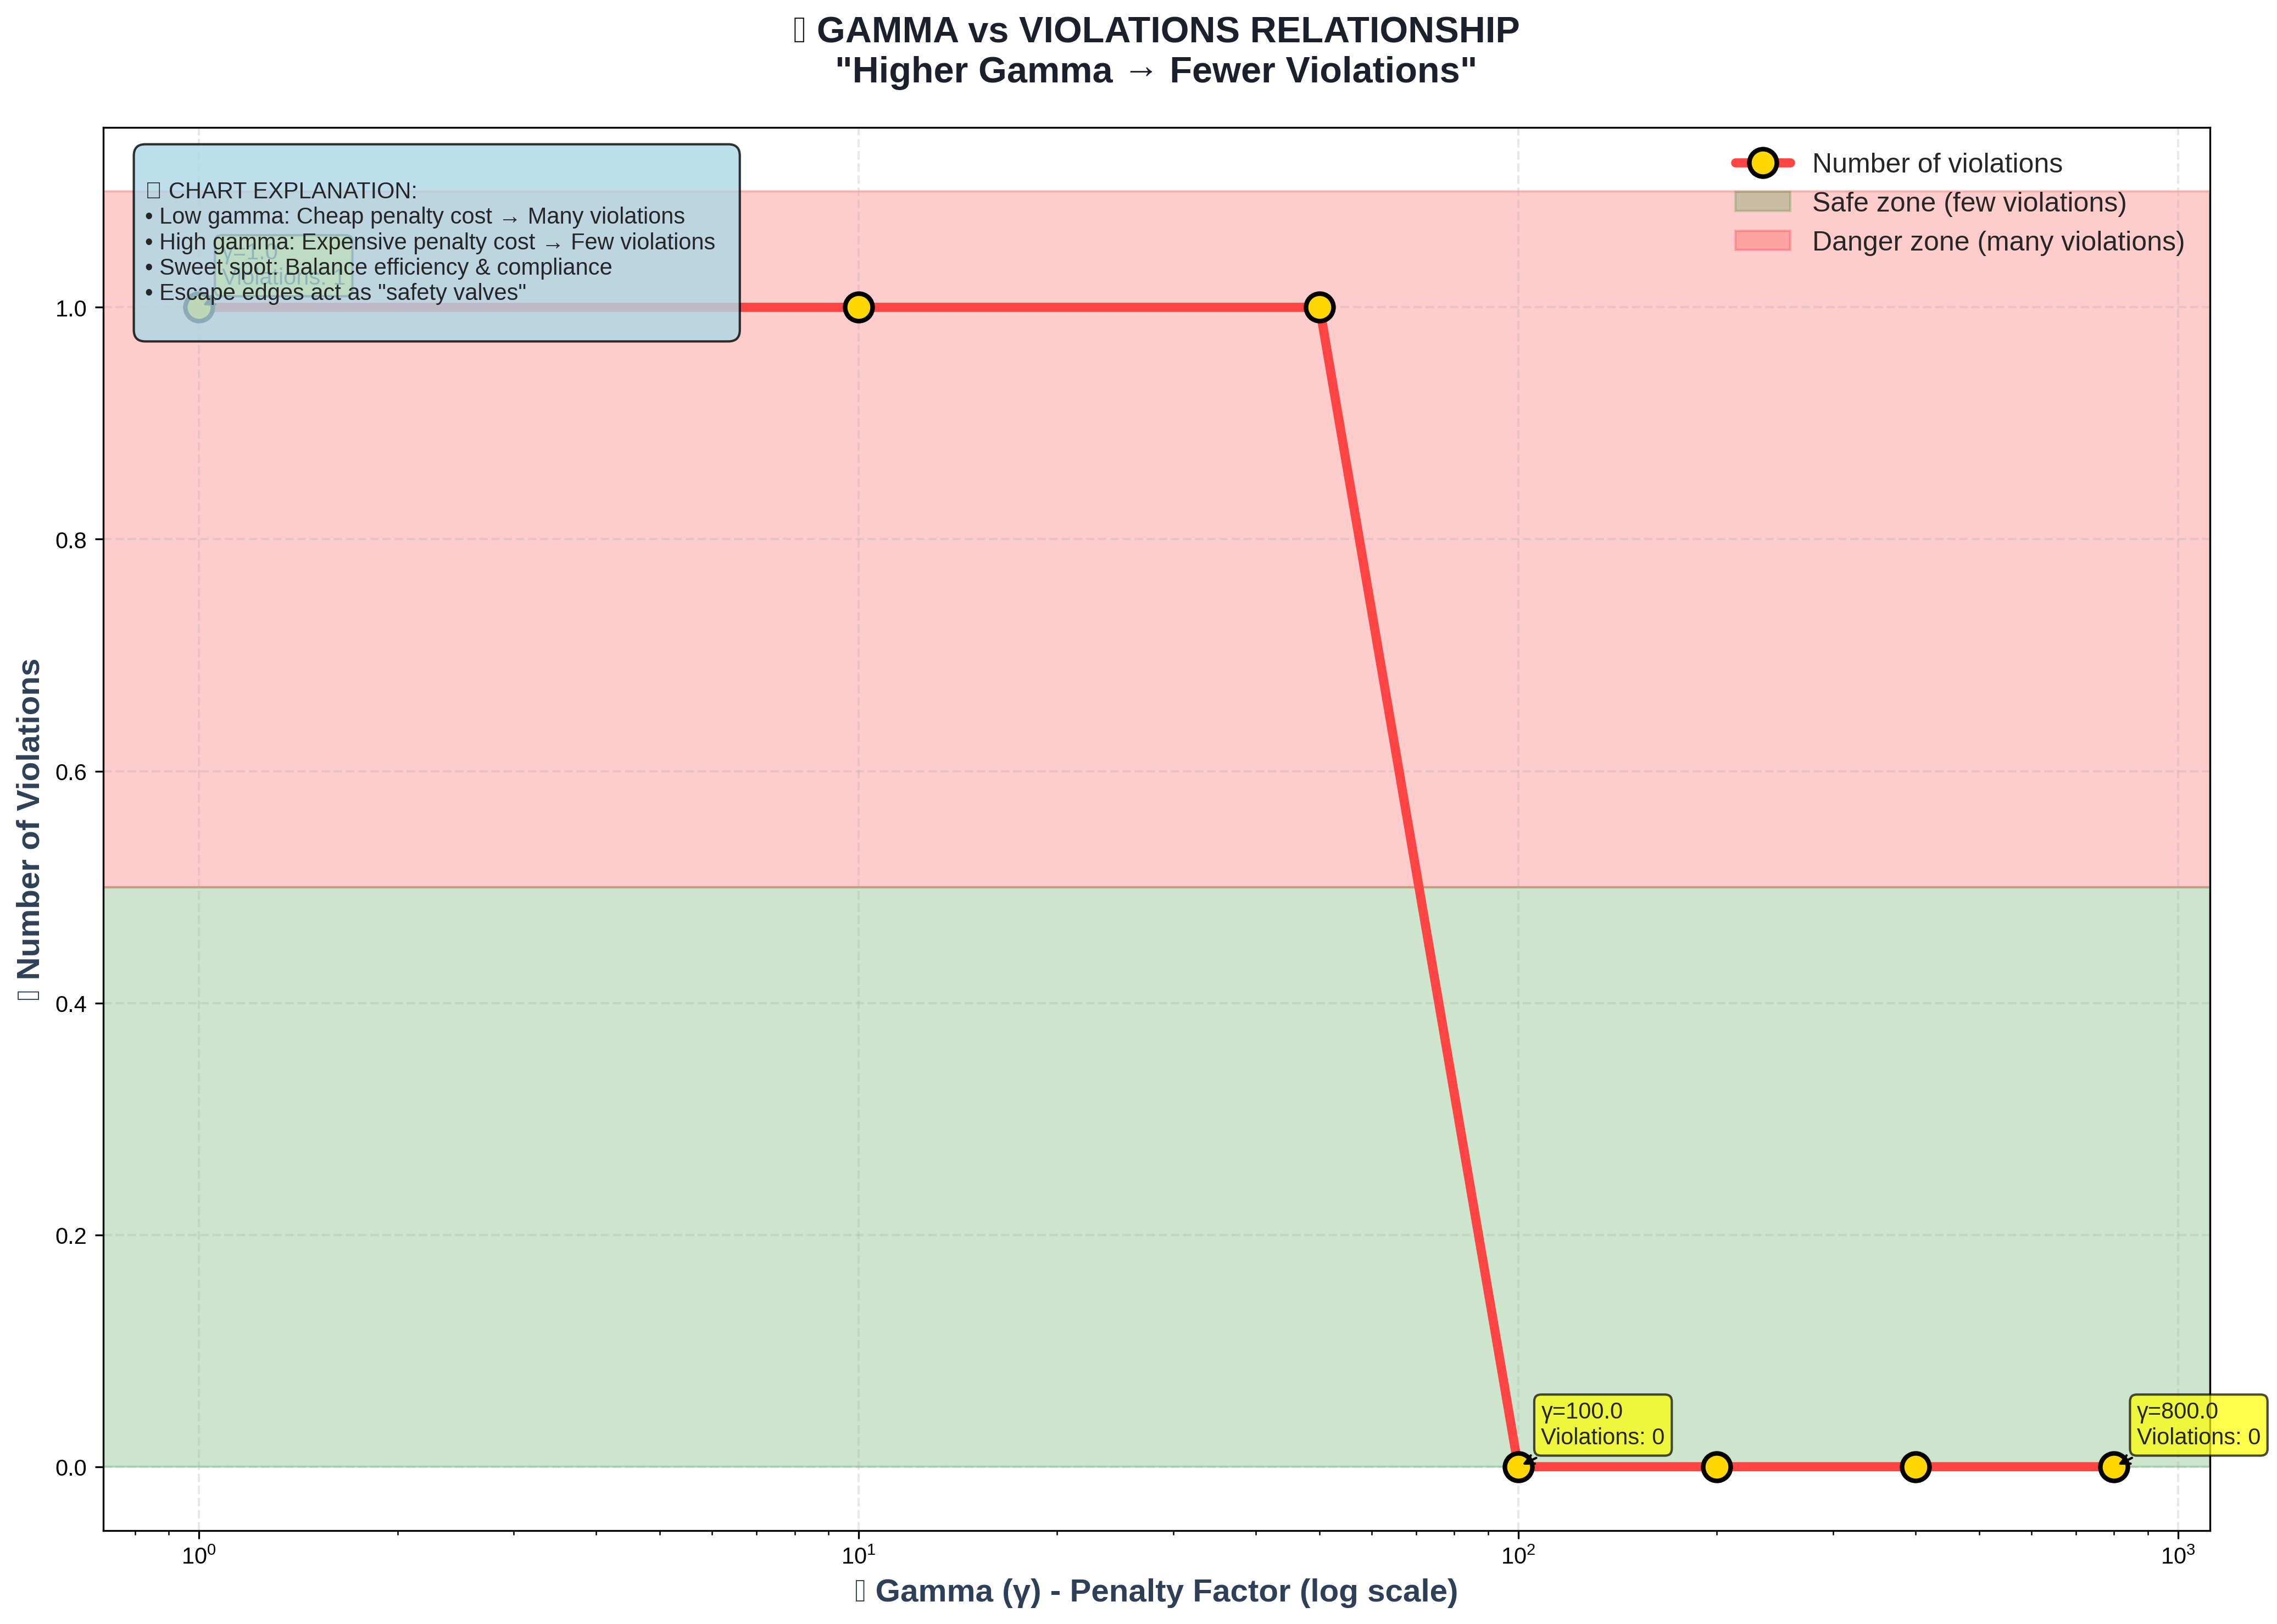 GAMMA vs VIOLATIONS RELATIONSHIP
"Higher Gamma → Fewer Violations"
CHART EXPLANATION:
• Low gamma: Cheap penalty cost → Many violations
• High gamma: Expensive penalty cost → Few violations
• Sweet spot: Balance efficiency & compliance
• Escape edges act as "safety valves"
γ=1.0
Violations: 1
Number of violations
Safe zone (few violations)
Danger zone (many violations)
Number of Violations
1.0
0.8
0.6
0.4
0.2
0.0
γ=100.0
Violations: 0
γ=800.0
Violations: 0
10⁰
10¹
10²
10³
Gamma (γ) - Penalty Factor (log scale)